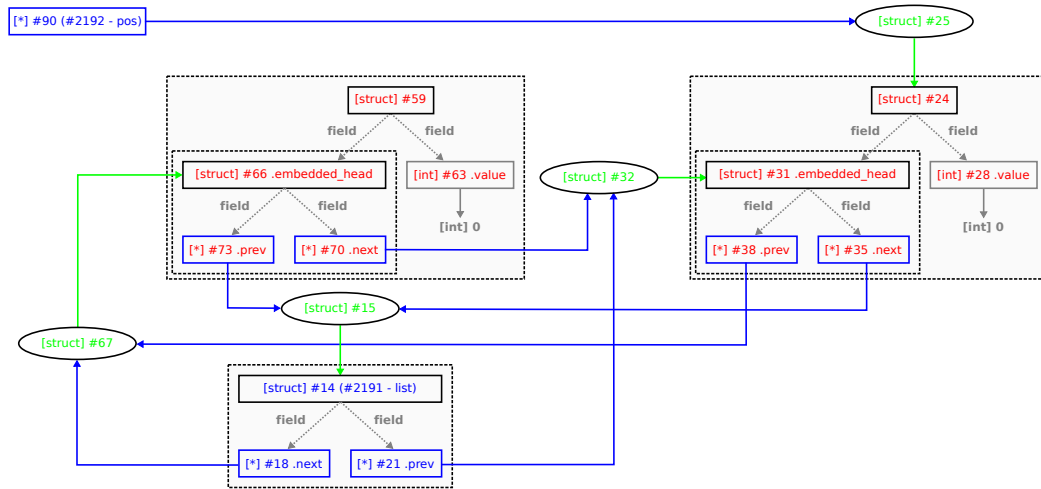 [*] #90 (#2192 - pos)
[struct] #25
[struct] #59
[struct] #24
field
field
field
field
[struct] #66 .embedded_head
[int] #63 .value
[struct] #32
[struct] #31 .embedded_head
[int] #28 .value
field
field
[int] 0
field
field
[int] 0
[*] #73 .prev
[*] #70 .next
[*] #38 .prev
[*] #35 .next
[struct] #15
[struct] #67
[struct] #14 (#2191 - list)
field
field
[*] #18 .next
[*] #21 .prev